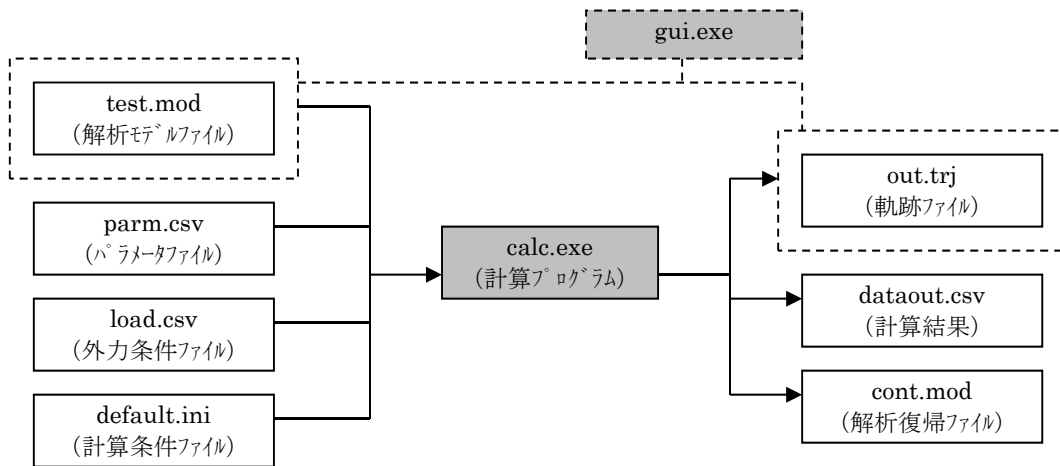 gui.exe
test.mod
(解析ﾓﾃﾞﾙﾌｧｲﾙ)
parm.csv
(ﾊﾟﾗﾒｰﾀﾌｧｲﾙ)
load.csv
(外力条件ﾌｧｲﾙ)
default.ini
(計算条件ﾌｧｲﾙ)
calc.exe
(計算ﾌﾟﾛｸﾞﾗﾑ)
out.trj
(軌跡ﾌｧｲﾙ)
dataout.csv
(計算結果)
cont.mod
(解析復帰ﾌｧｲﾙ)